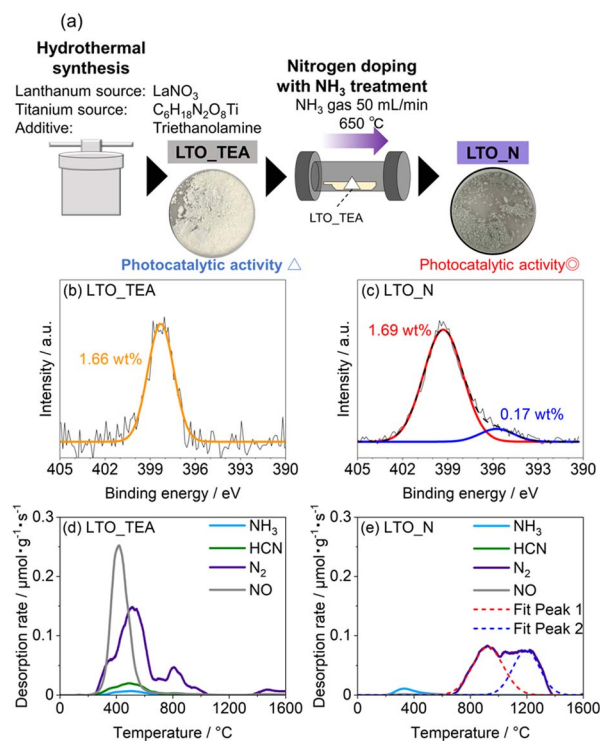 (a)
Hydrothermal
synthesis
Lanthanum source: LaNO₃
Titanium source: C₆H₁₈N₂O₈Ti
Additive: Triethanolamine
Nitrogen doping
with NH₃ treatment
NH₃ gas 50 mL/min
650 ℃
LTO_TEA
LTO_N
LTO_TEA
Photocatalytic activity △
Photocatalytic activity◎
(b) LTO_TEA
1.66 wt%
Intensity / a.u.
405 402 399 396 393 390
Binding energy / eV
(c) LTO_N
1.69 wt%
0.17 wt%
Intensity / a.u.
405 402 399 396 393 390
Binding energy / eV
(d) LTO_TEA
NH₃
HCN
N₂
NO
Desorption rate / μmol·g⁻¹·s⁻¹
0.3
0.2
0.1
0
0 400 800 1200 1600
Temperature / °C
(e) LTO_N
NH₃
HCN
N₂
NO
Fit Peak 1
Fit Peak 2
Desorption rate / μmol·g⁻¹·s⁻¹
0.3
0.2
0.1
0
0 400 800 1200 1600
Temperature / °C